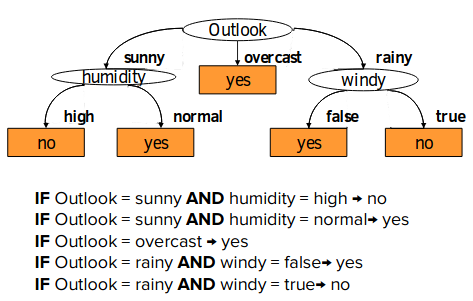 Outlook
sunny overcast rainy
humidity yes windy
high normal false true
no yes yes no
IF Outlook = sunny AND humidity = high → no
IF Outlook = sunny AND humidity = normal→ yes
IF Outlook = overcast → yes
IF Outlook = rainy AND windy = false→ yes
IF Outlook = rainy AND windy = true→ no